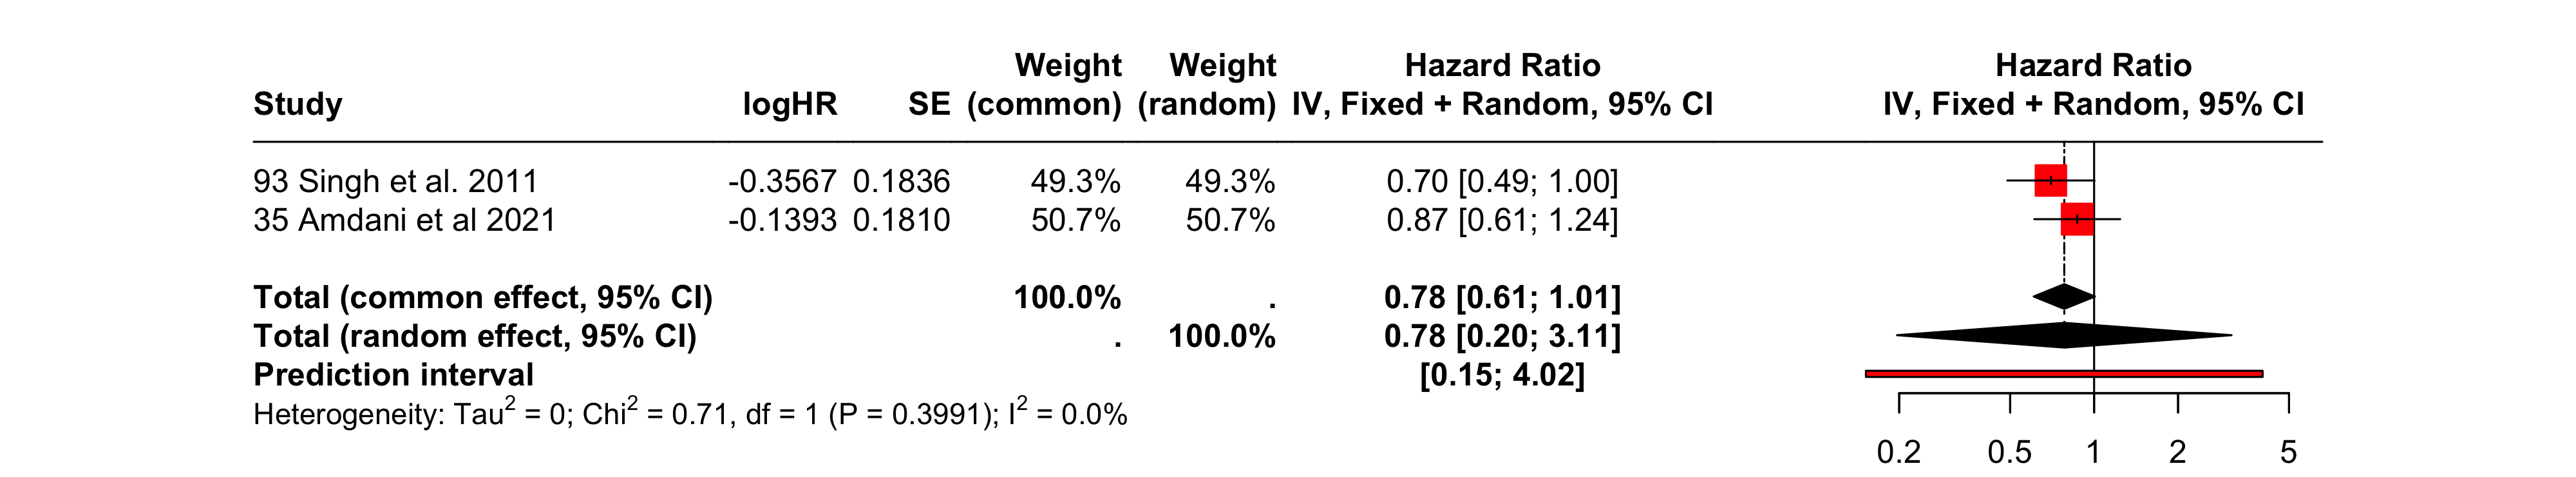 Weight Weight Hazard Ratio Hazard Ratio
Study logHR SE (common) (random) IV, Fixed + Random, 95% CI IV, Fixed + Random, 95% CI
93 Singh et al. 2011 -0.3567 0.1836 49.3% 49.3% 0.70 [0.49; 1.00]
35 Amdani et al 2021 -0.1393 0.1810 50.7% 50.7% 0.87 [0.61; 1.24]
Total (common effect, 95% CI) 100.0% . 0.78 [0.61; 1.01]
Total (random effect, 95% CI) . 100.0% 0.78 [0.20; 3.11]
Prediction interval [0.15; 4.02]
Heterogeneity: Tau² = 0; Chi² = 0.71, df = 1 (P = 0.3991); I² = 0.0%
0.2 0.5 1 2 5